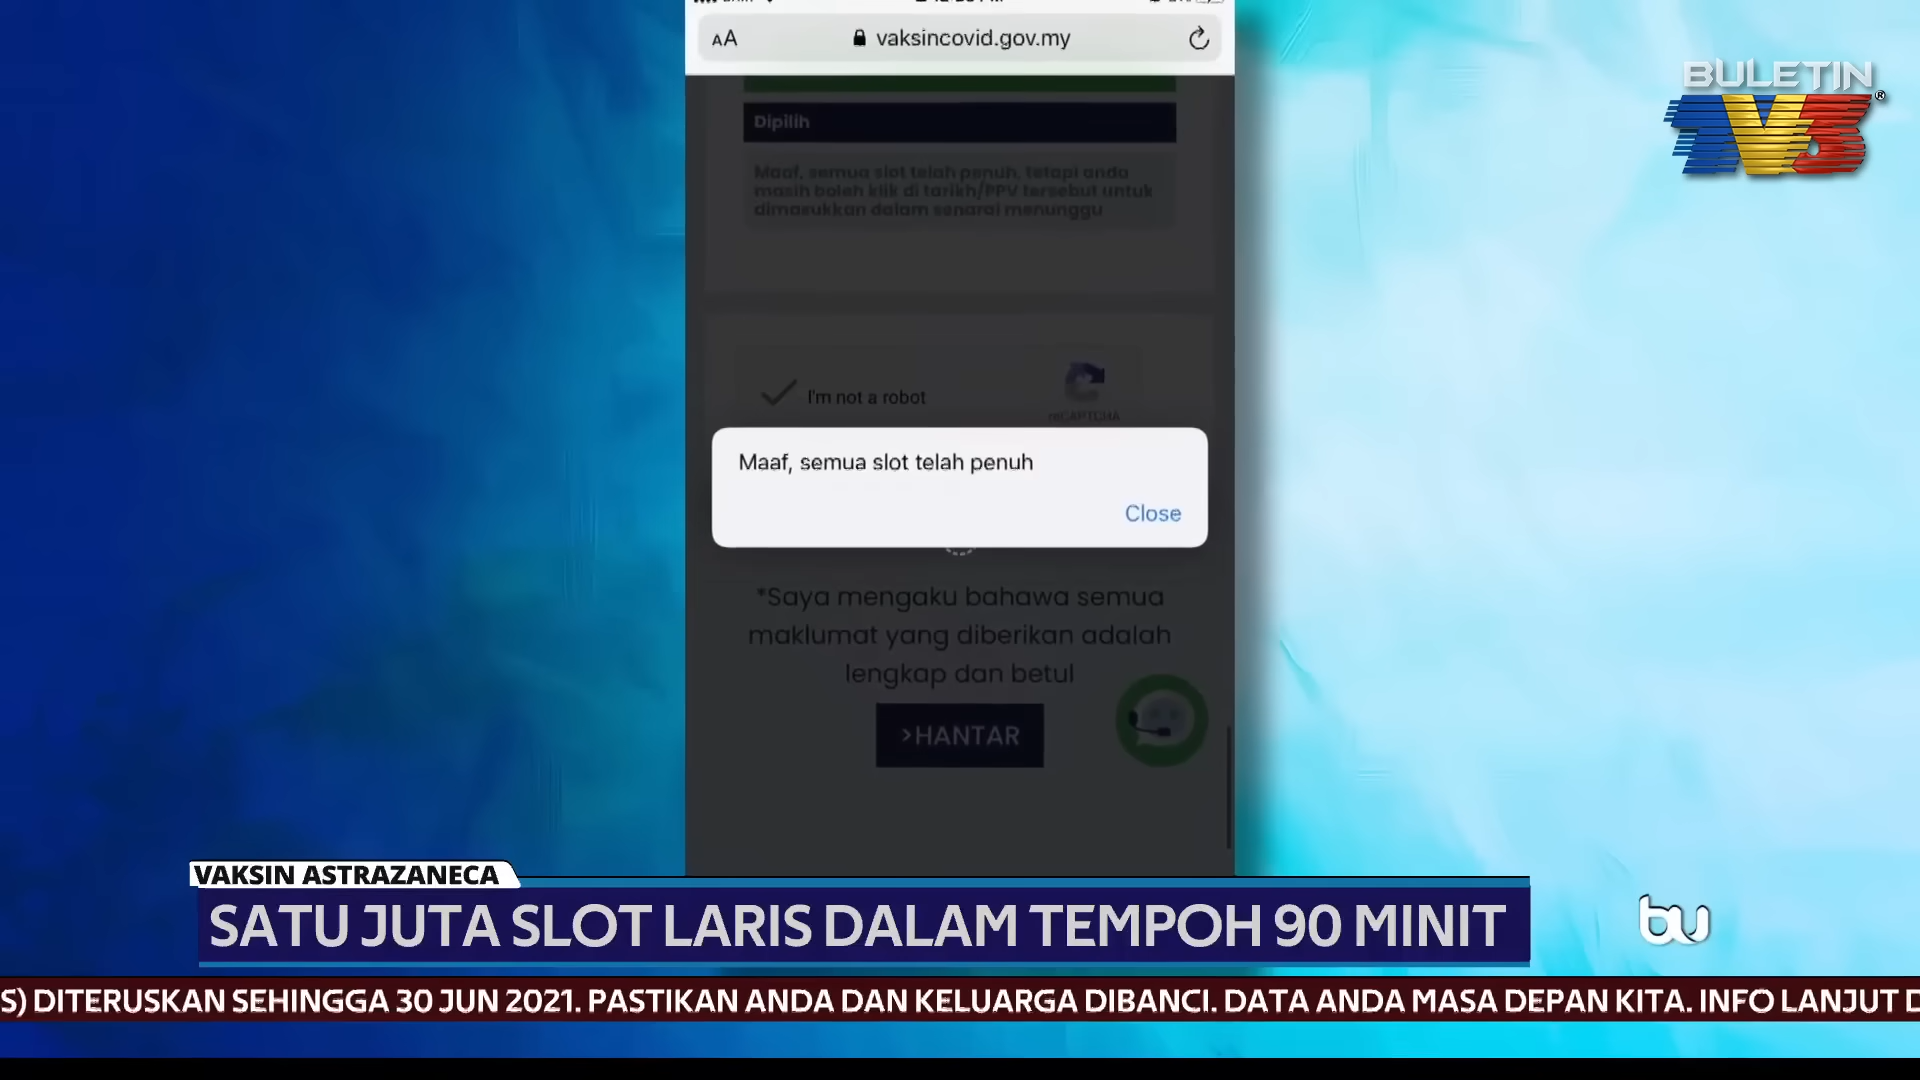 AA
vaksincovid.gov.my
BULETIN
TV3
Dipilih
Maaf, semua slot telah penuh, tetapi anda
masih boleh klik di tarikh/PPV tersebut untuk
dimasukkan dalam senarai menunggu
I'm not a robot
reCAPTCHA
Maaf, semua slot telah penuh
Close
*Saya mengaku bahawa semua
maklumat yang diberikan adalah
lengkap dan betul
>HANTAR
VAKSIN ASTRAZANECA
SATU JUTA SLOT LARIS DALAM TEMPOH 90 MINIT
bu
S) DITERUSKAN SEHINGGA 30 JUN 2021. PASTIKAN ANDA DAN KELUARGA DIBANCI. DATA ANDA MASA DEPAN KITA. INFO LANJUT D